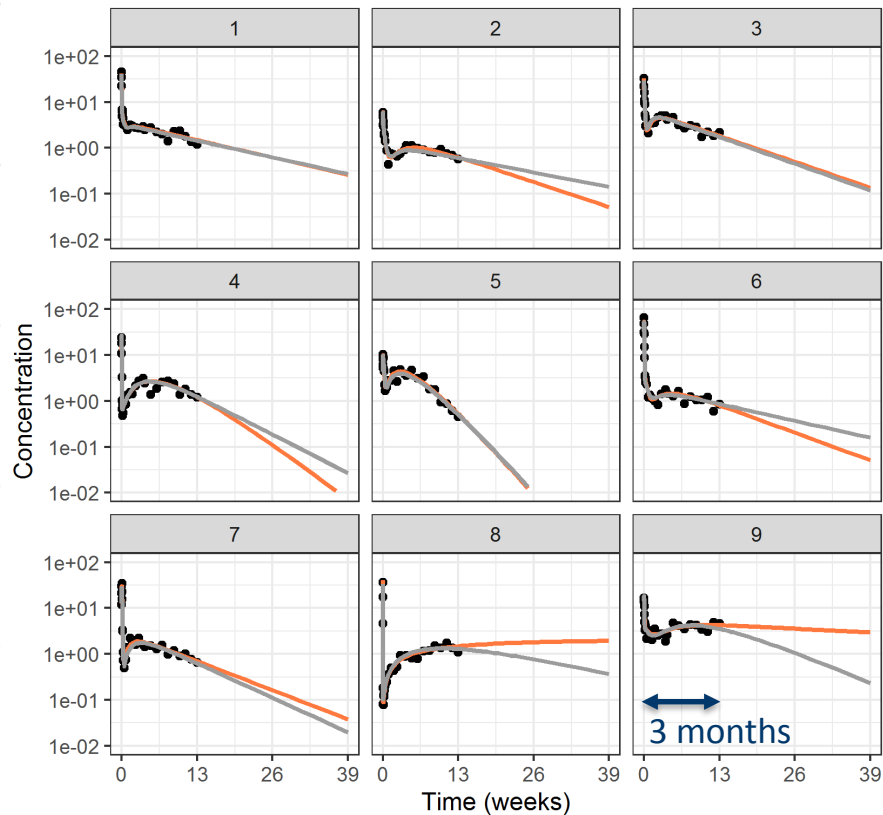 1 2 3
1e+02
1e+01
1e+00
1e-01
1e-02
4 5 6
1e+02
1e+01
1e+00
1e-01
1e-02
Concentration
7 8 9
1e+02
1e+01
1e+00
1e-01
1e-02
3 months
0 13 26 39 0 13 26 39 0 13 26 39
Time (weeks)